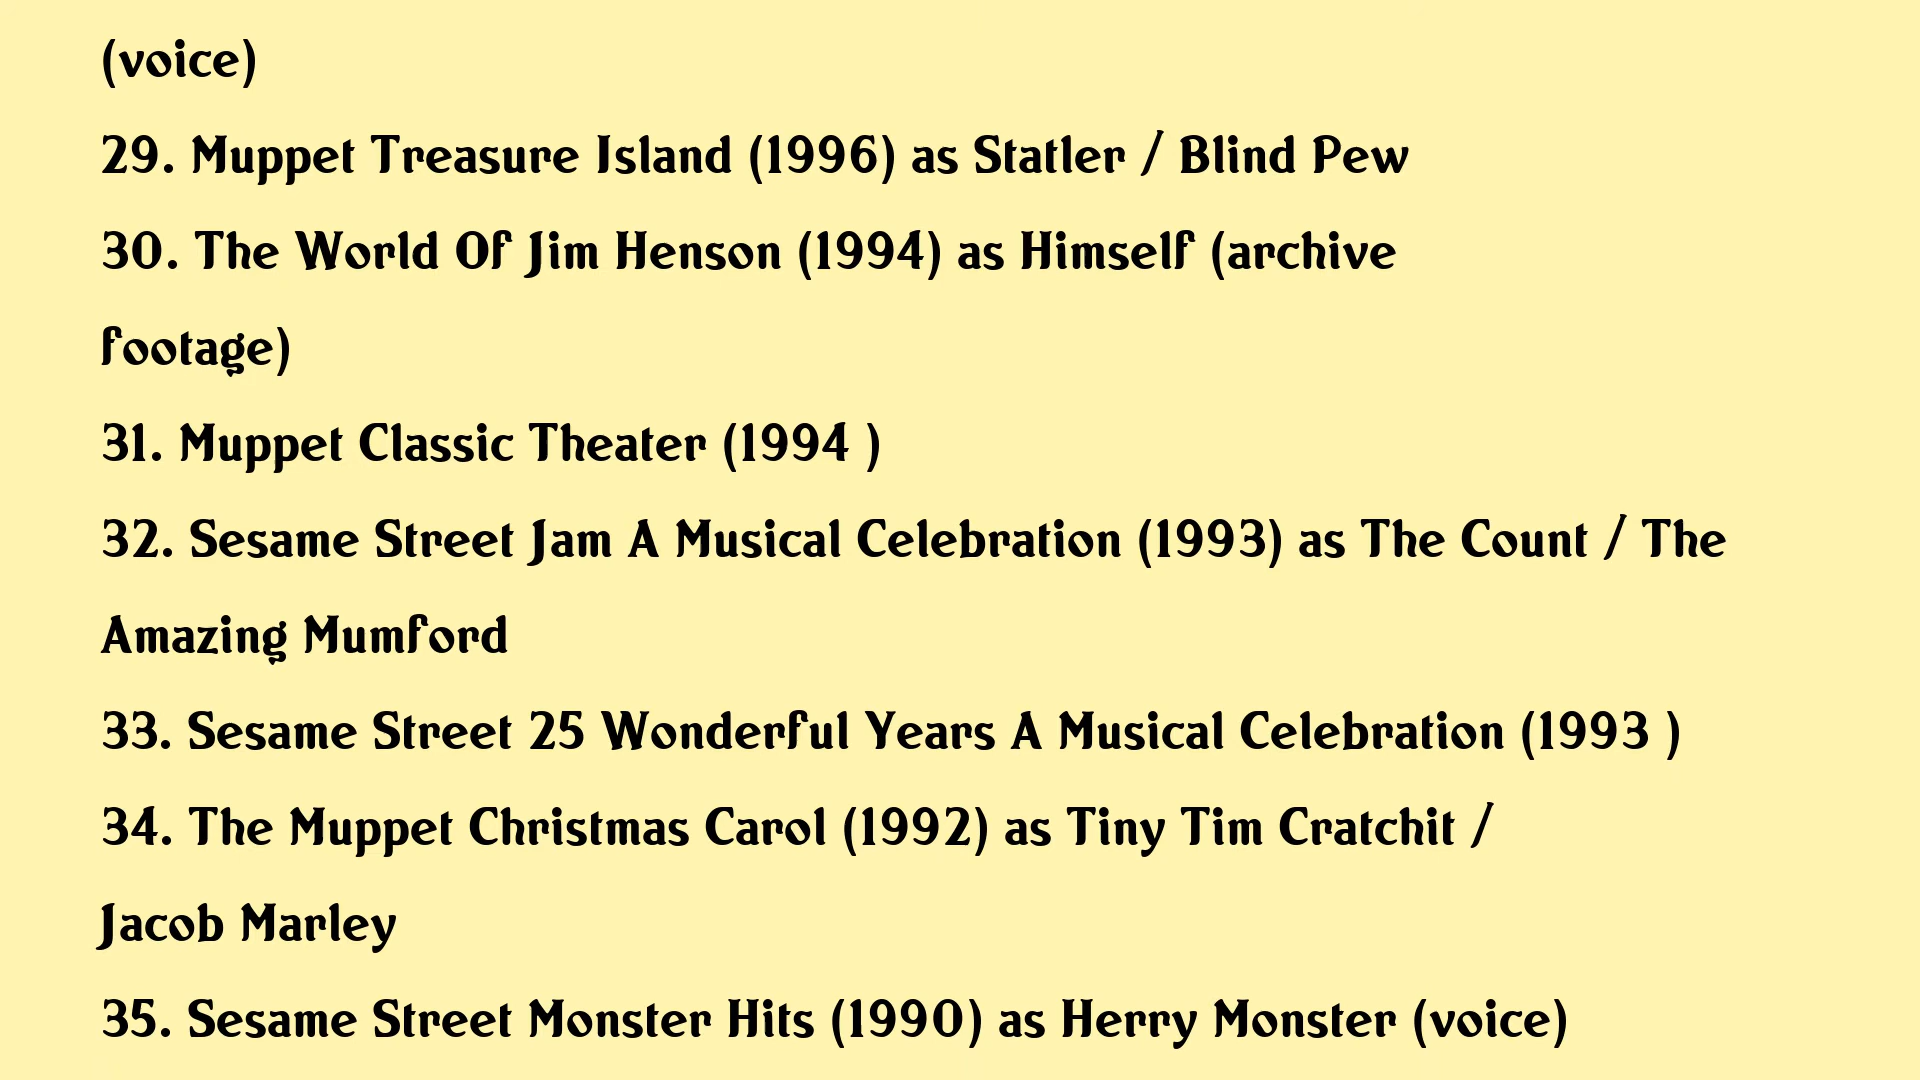 (voice)
29. Muppet Treasure Island (1996) as Statler / Blind Pew
30. The World Of Jim Henson (1994) as Himself (archive
footage)
31. Muppet Classic Theater (1994 )
32. Sesame Street Jam A Musical Celebration (1993) as The Count / The
Amazing Mumford
33. Sesame Street 25 Wonderful Years A Musical Celebration (1993 )
34. The Muppet Christmas Carol (1992) as Tiny Tim Cratchit /
Jacob Marley
35. Sesame Street Monster Hits (1990) as Herry Monster (voice)